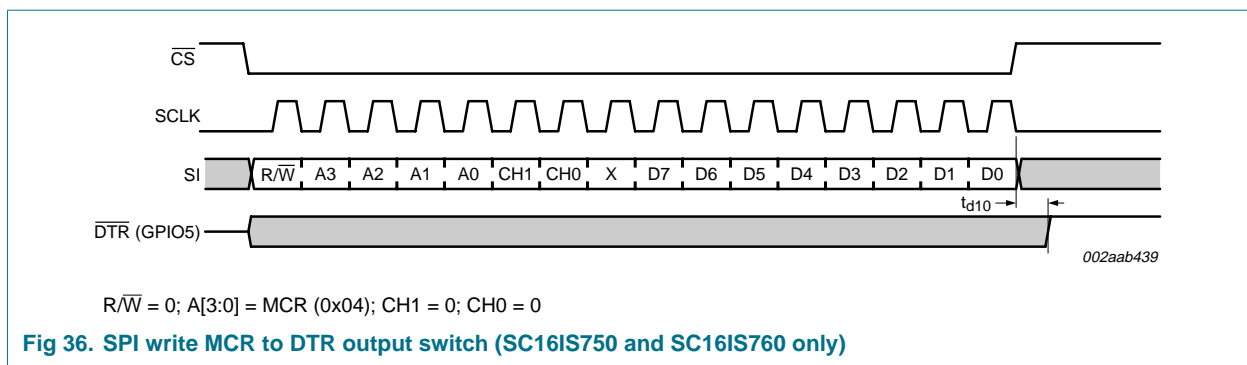 C̅S̅
SCLK
SI R/W̅ A3 A2 A1 A0 CH1 CH0 X D7 D6 D5 D4 D3 D2 D1 D0
td10
D̅T̅R̅ (GPIO5)
002aab439
R/W̅ = 0; A[3:0] = MCR (0x04); CH1 = 0; CH0 = 0
Fig 36. SPI write MCR to DTR output switch (SC16IS750 and SC16IS760 only)